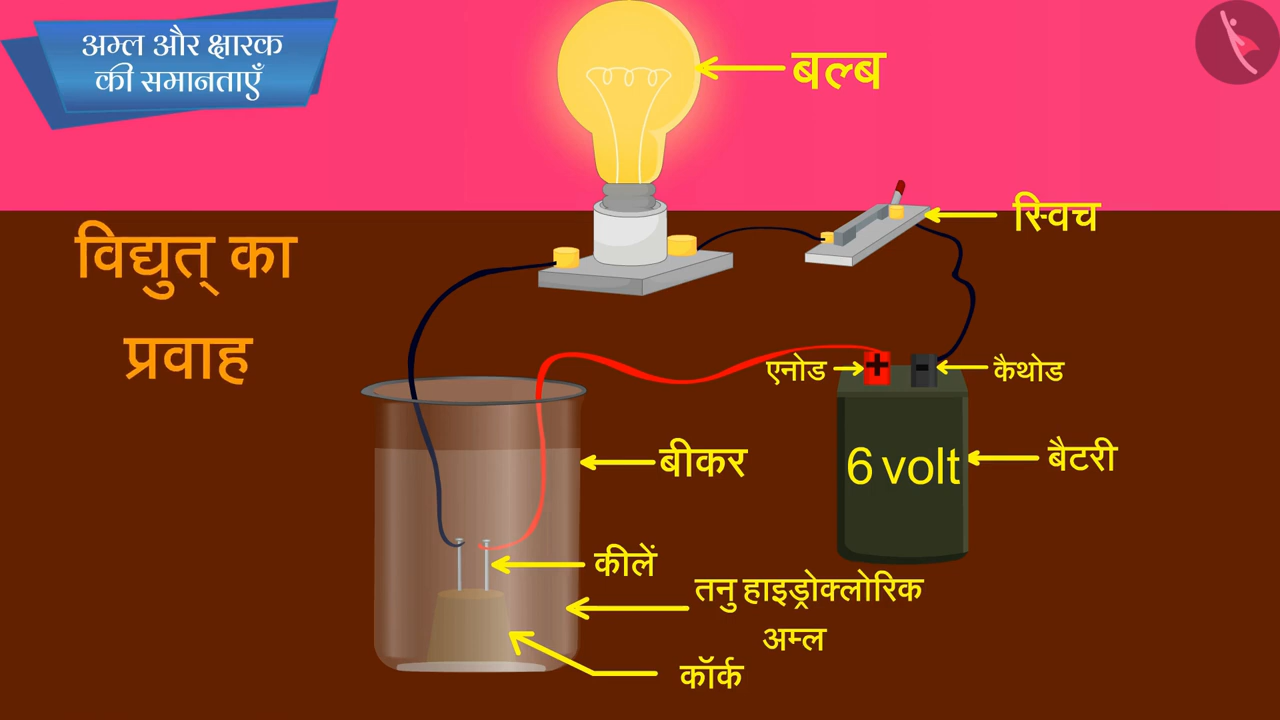 अम्ल और क्षारक
की समानताएँ
बल्ब
स्विच
विद्युत् का
प्रवाह
एनोड
+
-
कैथोड
बीकर
6 volt
बैटरी
कीलें
तनु हाइड्रोक्लोरिक
अम्ल
कॉर्क